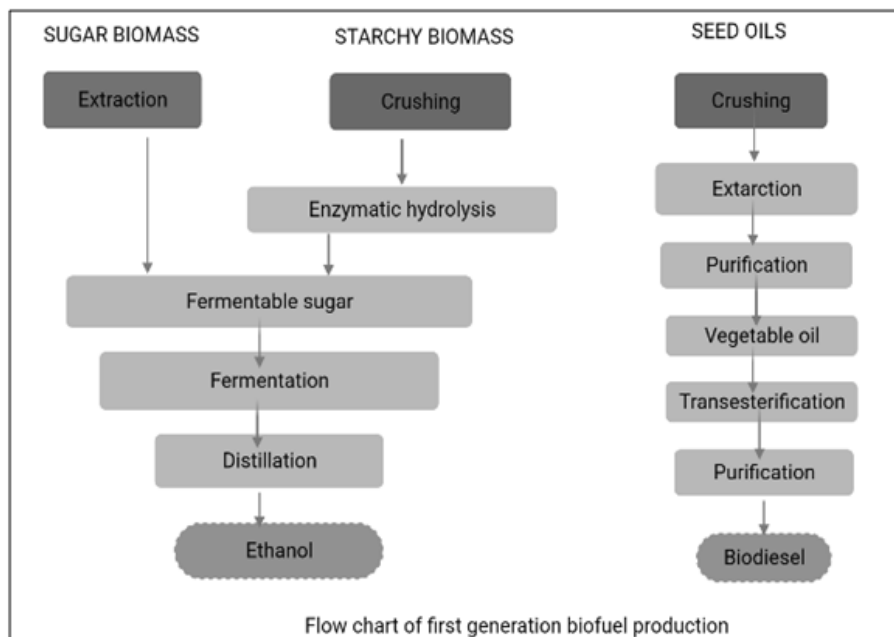 SUGAR BIOMASS
STARCHY BIOMASS
SEED OILS
Extraction
Crushing
Crushing
Enzymatic hydrolysis
Extarction
Purification
Fermentable sugar
Vegetable oil
Fermentation
Transesterification
Distillation
Purification
Ethanol
Biodiesel
Flow chart of first generation biofuel production